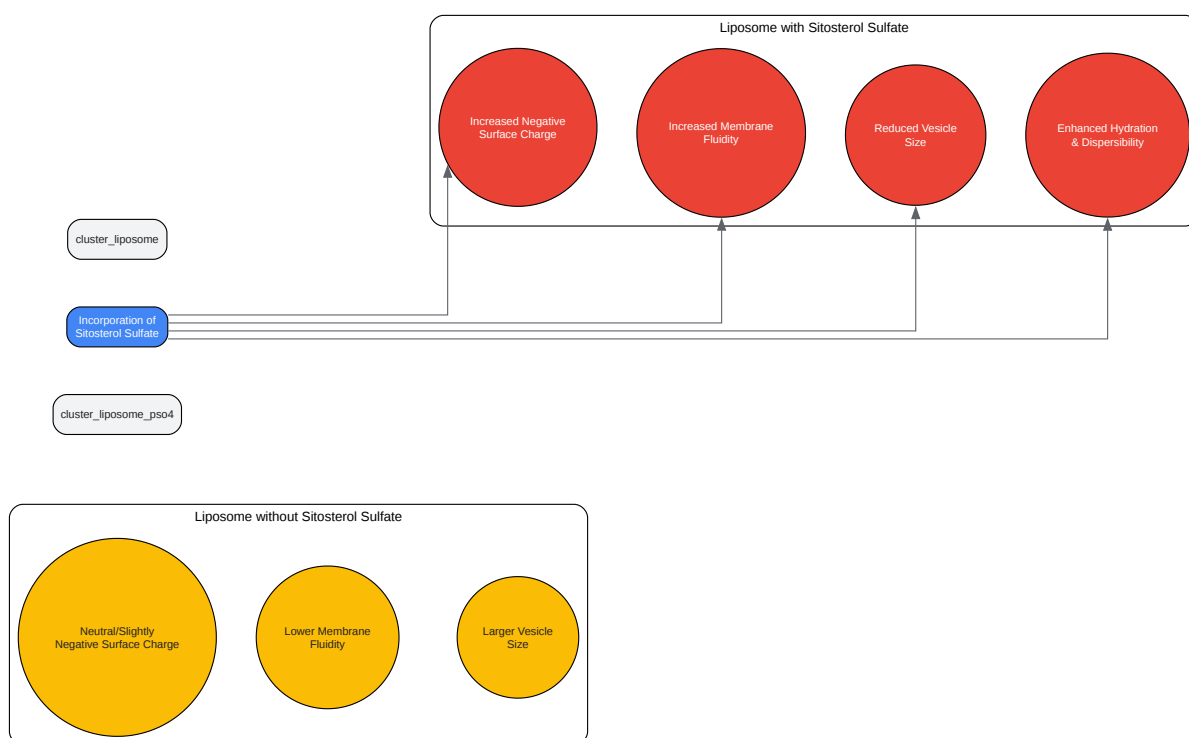 Liposome with Sitosterol Sulfate
Increased Negative
Surface Charge
Increased Membrane
Fluidity
Reduced Vesicle
Size
Enhanced Hydration
& Dispersibility
cluster_liposome
Incorporation of
Sitosterol Sulfate
cluster_liposome_pso4
Liposome without Sitosterol Sulfate
Neutral/Slightly
Negative Surface Charge
Lower Membrane
Fluidity
Larger Vesicle
Size